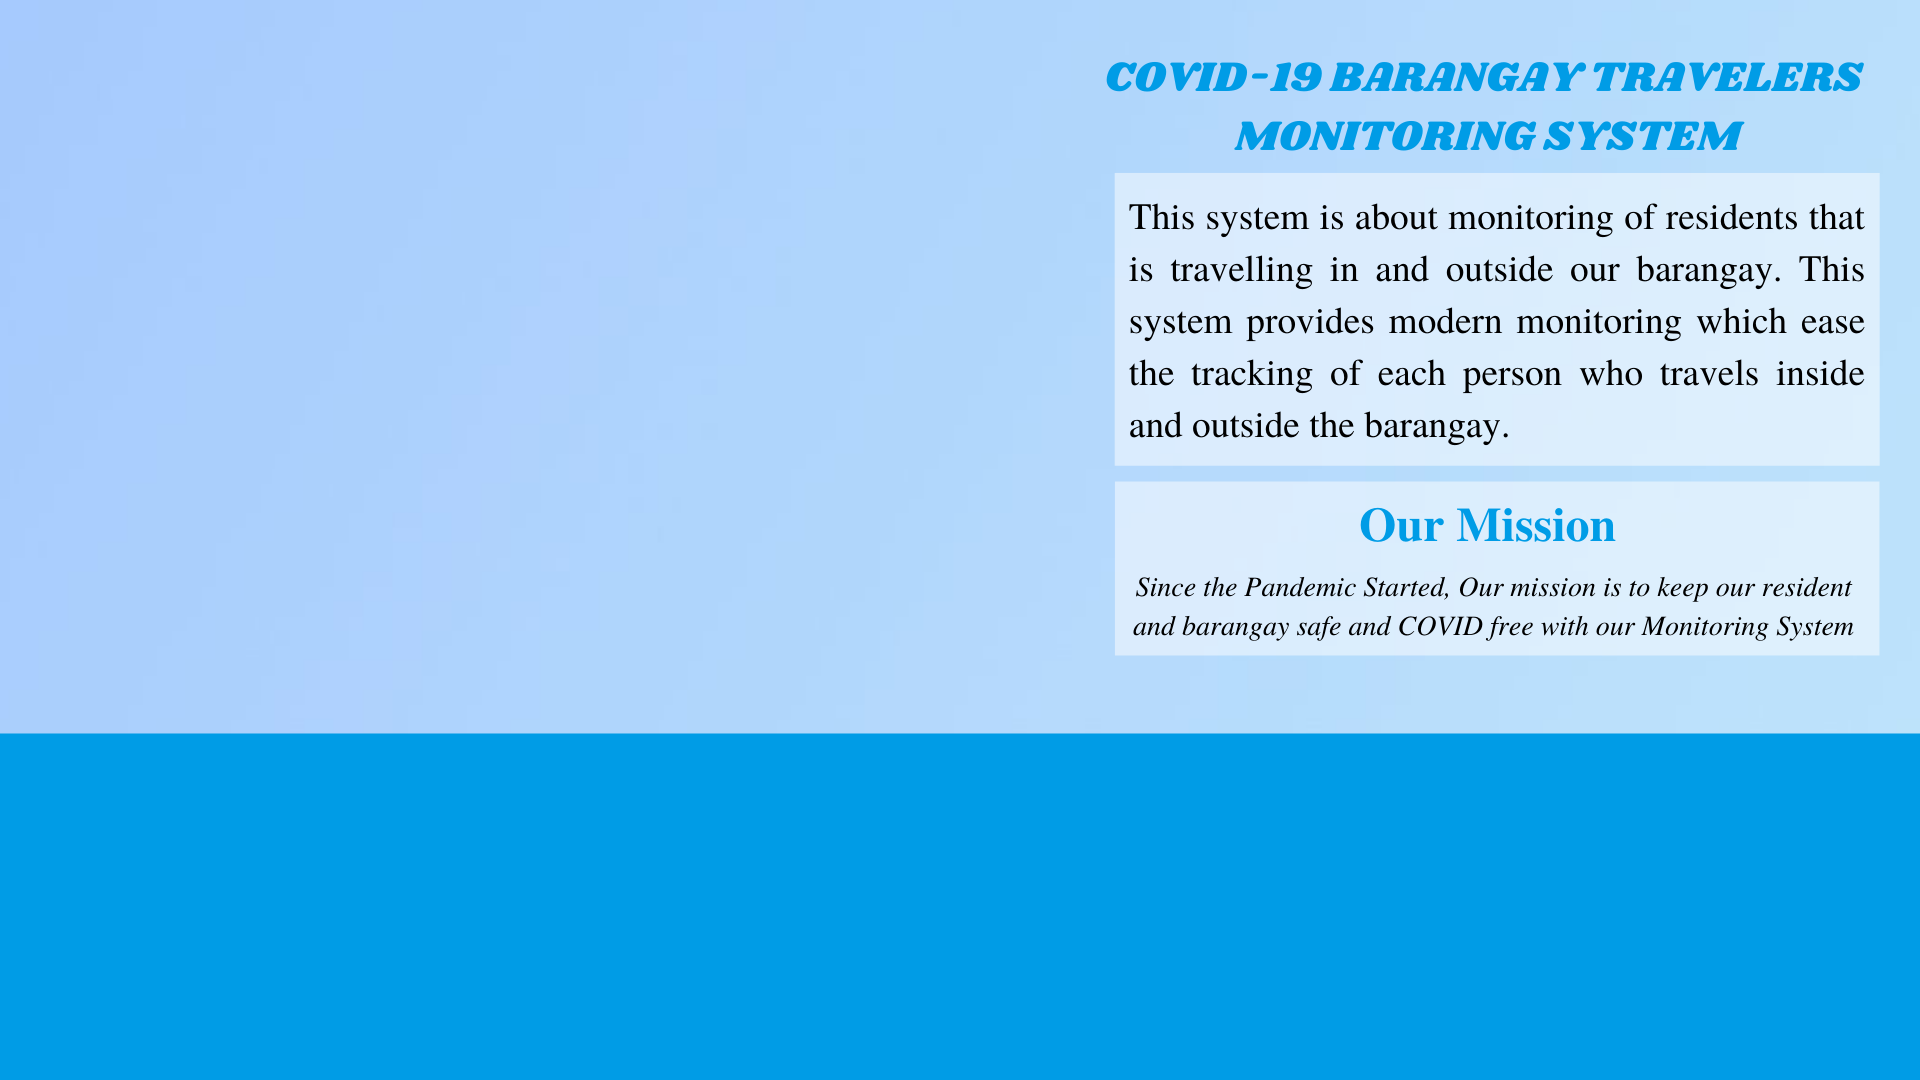 COVID-19 BARANGAY TRAVELERS
MONITORING SYSTEM
This system is about monitoring of residents that
is travelling in and outside our barangay. This
system provides modern monitoring which ease
the tracking of each person who travels inside
and outside the barangay.
Our Mission
Since the Pandemic Started, Our mission is to keep our resident
and barangay safe and COVID free with our Monitoring System